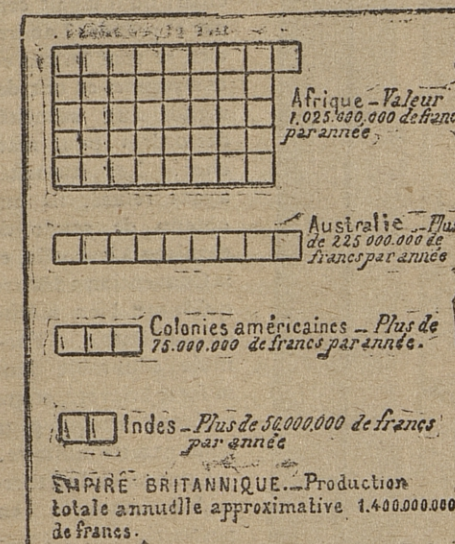 Afrique – Valeur
1.025.000.000 de franc
par année
Australie – Plus
de 225 000.000 de
francs par année
Colonies américaines – Plus de
75.000.000 de francs par année.
Indes – Plus de 50.000.000 de francs
par année
EMPIRE BRITANNIQUE. – Production
totale annuelle approximative 1.400.000.000
de francs.